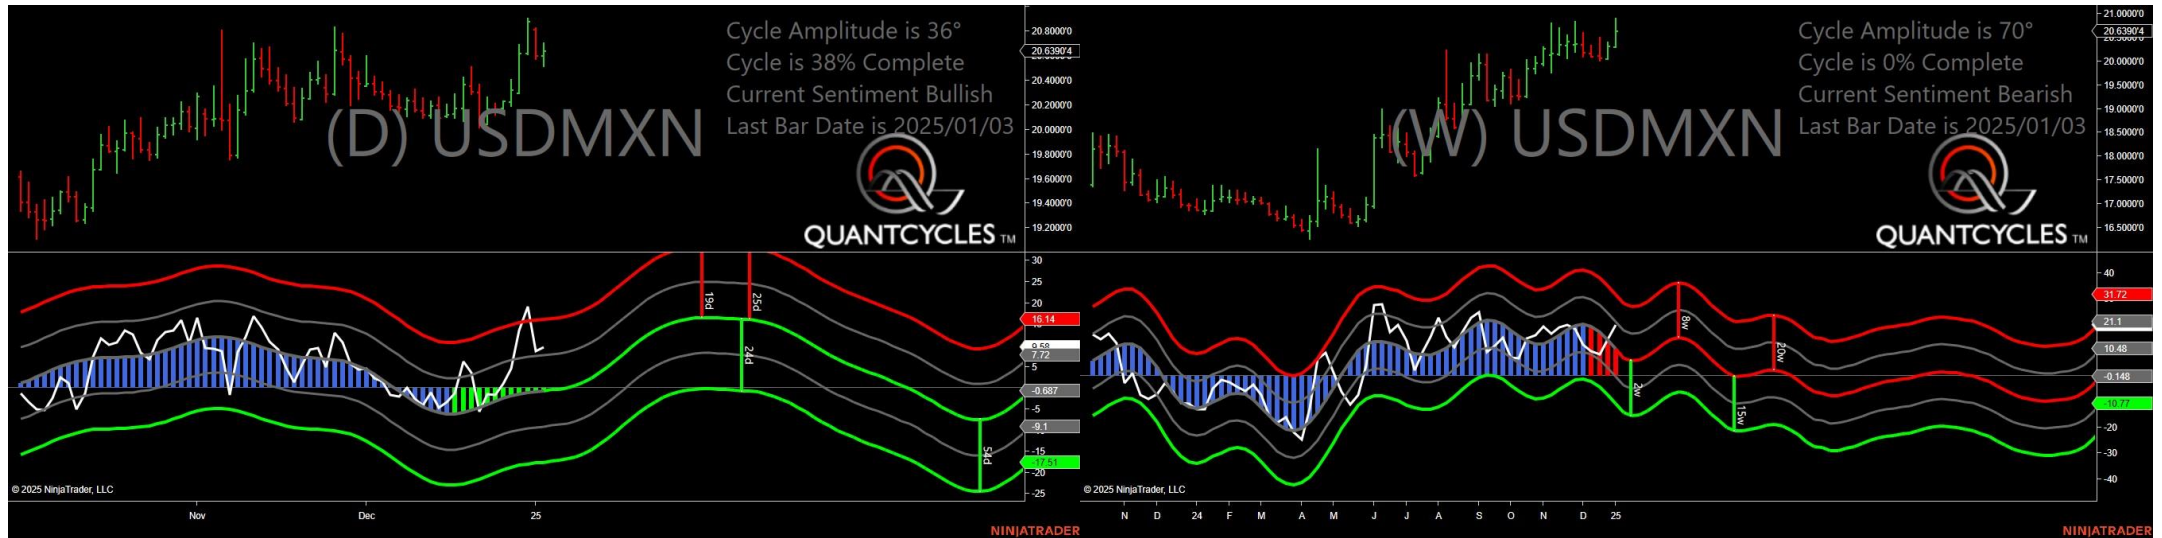 Cycle Amplitude is 36°
Cycle is 38% Complete
Current Sentiment Bullish
Last Bar Date is 2025/01/03
(D) USDMXN
QUANTCYCLES TM
20.8000'0
20.6390'4
20.4000'0
20.2000'0
20.0000'0
19.8000'0
19.6000'0
19.4000'0
19.2000'0
30
25
20
16.14
9.58
7.72
5
-0.687
-5
-9.1
-15
-17.51
-20
-25
19d
25d
24d
54d
© 2025 NinjaTrader, LLC
Nov
Dec
25
NINJATRADER
Cycle Amplitude is 70°
Cycle is 0% Complete
Current Sentiment Bearish
Last Bar Date is 2025/01/03
(W) USDMXN
QUANTCYCLES TM
21.0000'0
20.6390'4
20.0000'0
19.5000'0
19.0000'0
18.5000'0
18.0000'0
17.5000'0
17.0000'0
16.5000'0
40
31.72
21.1
10.48
-0.148
-10.77
-20
-30
-40
2w
8w
15w
20w
© 2025 NinjaTrader, LLC
N
D
24
F
M
A
M
J
J
A
S
O
N
D
25
NINJATRADER